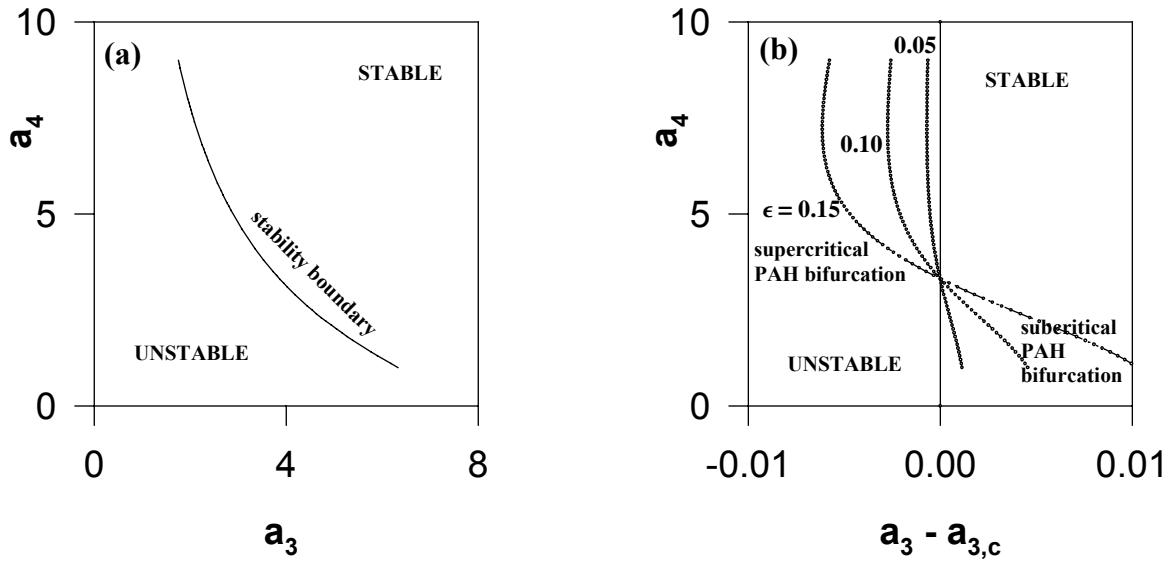 10
(a)
STABLE
a4
5
stability boundary
UNSTABLE
0
0
4
8
a3
10
(b)
0.05
STABLE
a4
0.10
5
ϵ = 0.15
supercritical
PAH bifurcation
subcritical
PAH
bifurcation
UNSTABLE
0
-0.01
0.00
0.01
a3 - a3,c